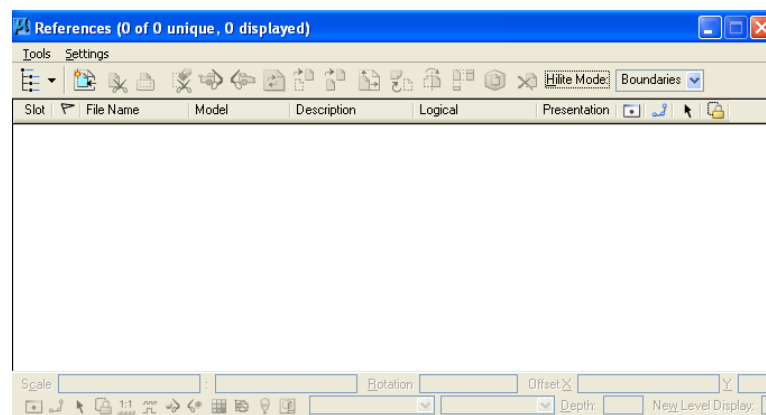 References (0 of 0 unique, 0 displayed)
Tools Settings
Hilite Mode: Boundaries
Slot File Name Model Description Logical Presentation
Scale : Rotation Offset X Y
1:1 Depth: New Level Display: